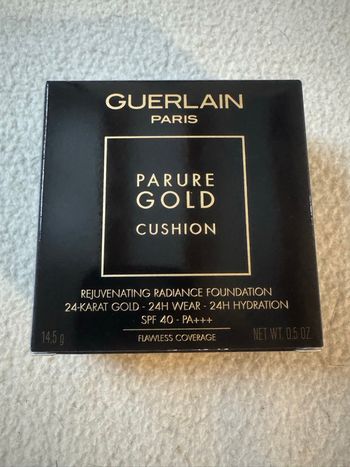 GUERLAIN
PARIS
PARURE
GOLD
CUSHION
REJUVENATING RADIANCE FOUNDATION
24-KARAT GOLD - 24H WEAR - 24H HYDRATION
SPF 40 - PA+++
14,5 g
NET WT. 0.5 OZ
FLAWLESS COVERAGE